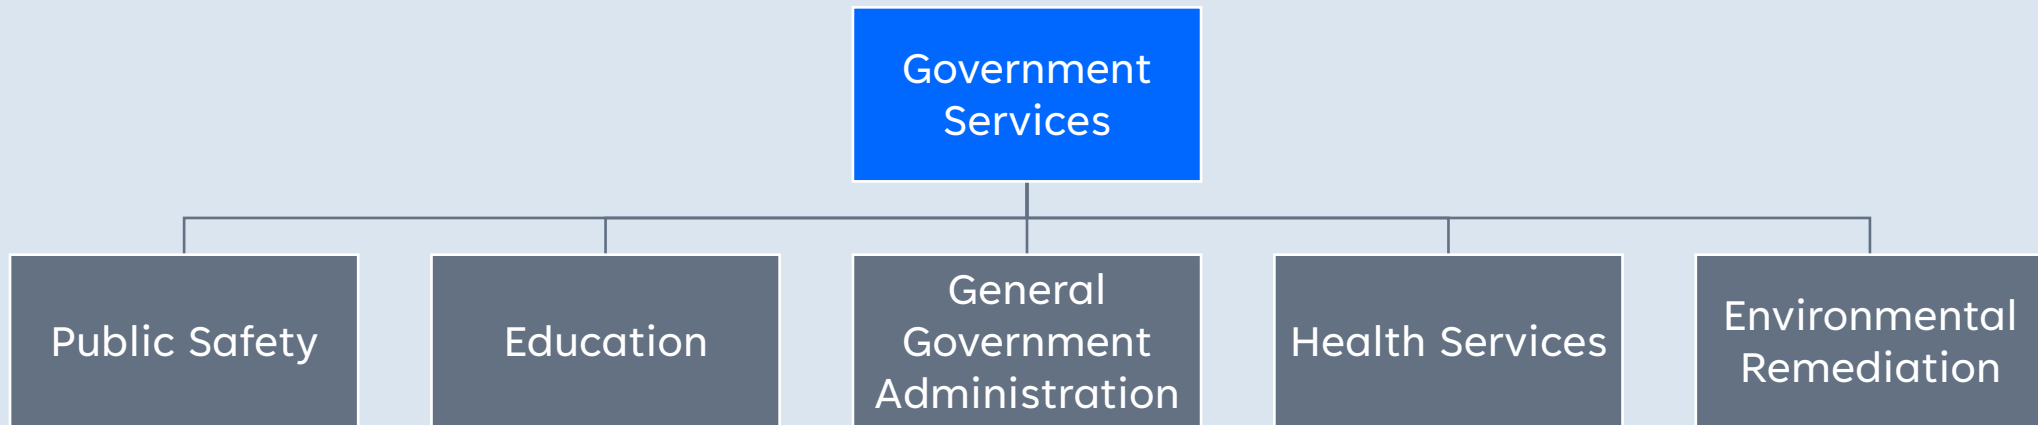 Government
Services
Public Safety
Education
General
Government
Administration
Health Services
Environmental
Remediation